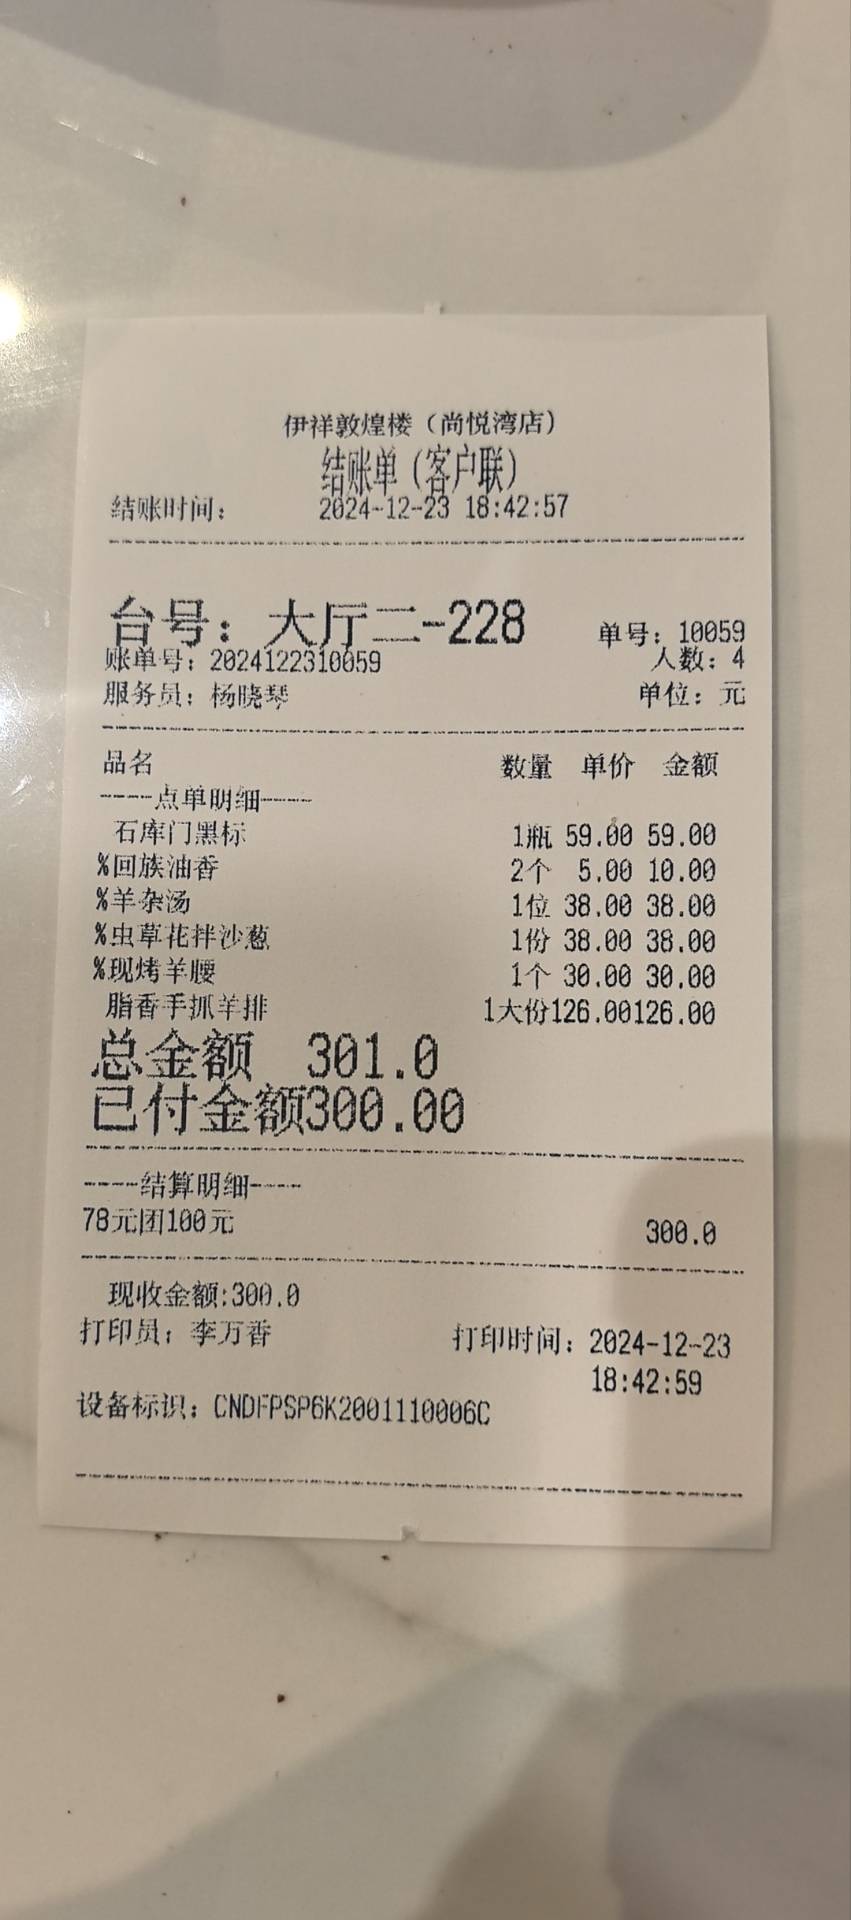 伊祥敦煌楼（尚悦湾店）
结账单（客户联）
结账时间： 2024-12-23 18:42:57
台号：大厅二-228 单号：10059
账单号：2024122310059 人数：4
服务员：杨晓琴 单位：元
品名 数量 单价 金额
----点单明细----
石库门黑标 1瓶 59.00 59.00
%回族油香 2个 5.00 10.00
%羊杂汤 1位 38.00 38.00
%虫草花拌沙葱 1份 38.00 38.00
%现烤羊腰 1个 30.00 30.00
脂香手抓羊排 1大份126.00126.00
总金额 301.0
已付金额300.00
----结算明细----
78元团100元 300.0
现收金额:300.0
打印员：李万香 打印时间：2024-12-23
18:42:59
设备标识：CNDFPSP6K2001110006C